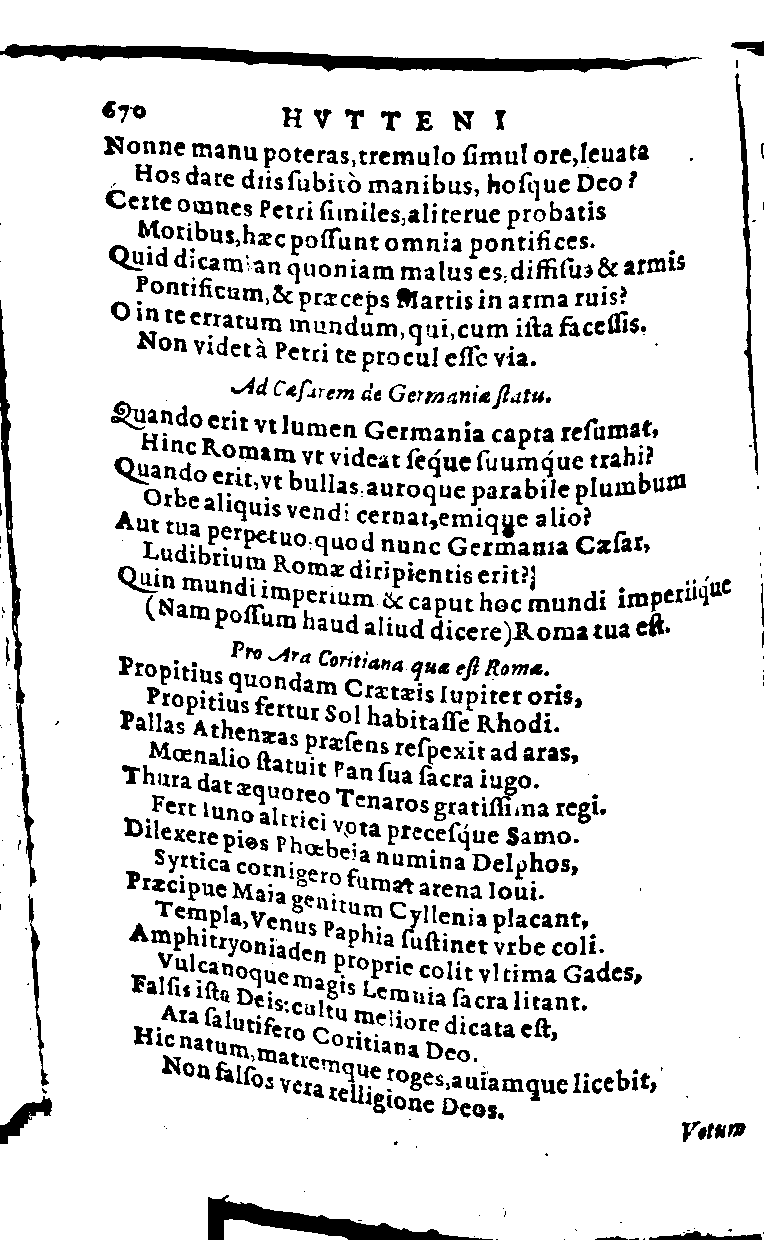 670 HVTTENI
Nonne manu poteras, tremulo ſimul ore, leuata
Hos dare diis ſubitò manibus, hoſque Deo?
Certe omnes Petri ſimiles, aliterue probatis
Moribus, hæc poſſunt omnia pontifices.
Quid dicam: an quoniam malus es, diffiſus & armis
Pontificum, & præceps Martis in arma ruis?
O in te erratum mundum, qui, cum iſta faceſſis.
Non videt à Petri te procul eſſe via.
Ad Cæſarem de Germaniæ ſtatu.
Quando erit vt lumen Germania capta reſumat,
Hinc Romam vt videat ſeq́ue ſuumq́ue trahi?
Quando erit, vt bullas, auroque parabile plumbum
Orbe aliquis vendi cernat, emique alio?
Aut tua perpetuo, quod nunc Germania Cæſar,
Ludibrium Romæ diripientis erit?
Quin mundi imperium & caput hoc mundi imperiiq́ue
(Nam poſſum haud aliud dicere) Roma tua eſt.
Pro Ara Coritiana quæ eſt Romæ.
Propitius quondam Crætæis Iupiter oris,
Propitius fertur Sol habitaſſe Rhodi.
Pallas Athenæas præſens reſpexit ad aras,
Mœnalio ſtatuit Pan ſua ſacra iugo.
Thura dat æquoreo Tenaros gratiſſima regi.
Fert Iuno altrici vota preceſq́ue Samo.
Dilexere pios Phœbeia numina Delphos,
Syrtica cornigero fumat arena Ioui.
Præcipue Maia genitum Cyllenia placant,
Templa, Venus Paphia ſuſtinet vrbe coli.
Amphitryoniaden proprie colit vltima Gades,
Vulcanoque magis Lemnia ſacra litant.
Falſis iſta Deis: cultu meliore dicata eſt,
Ara ſalutifero Coritiana Deo.
Hic natum, matremque roges, auiamque licebit,
Non falſos vera relligione Deos.
Votum